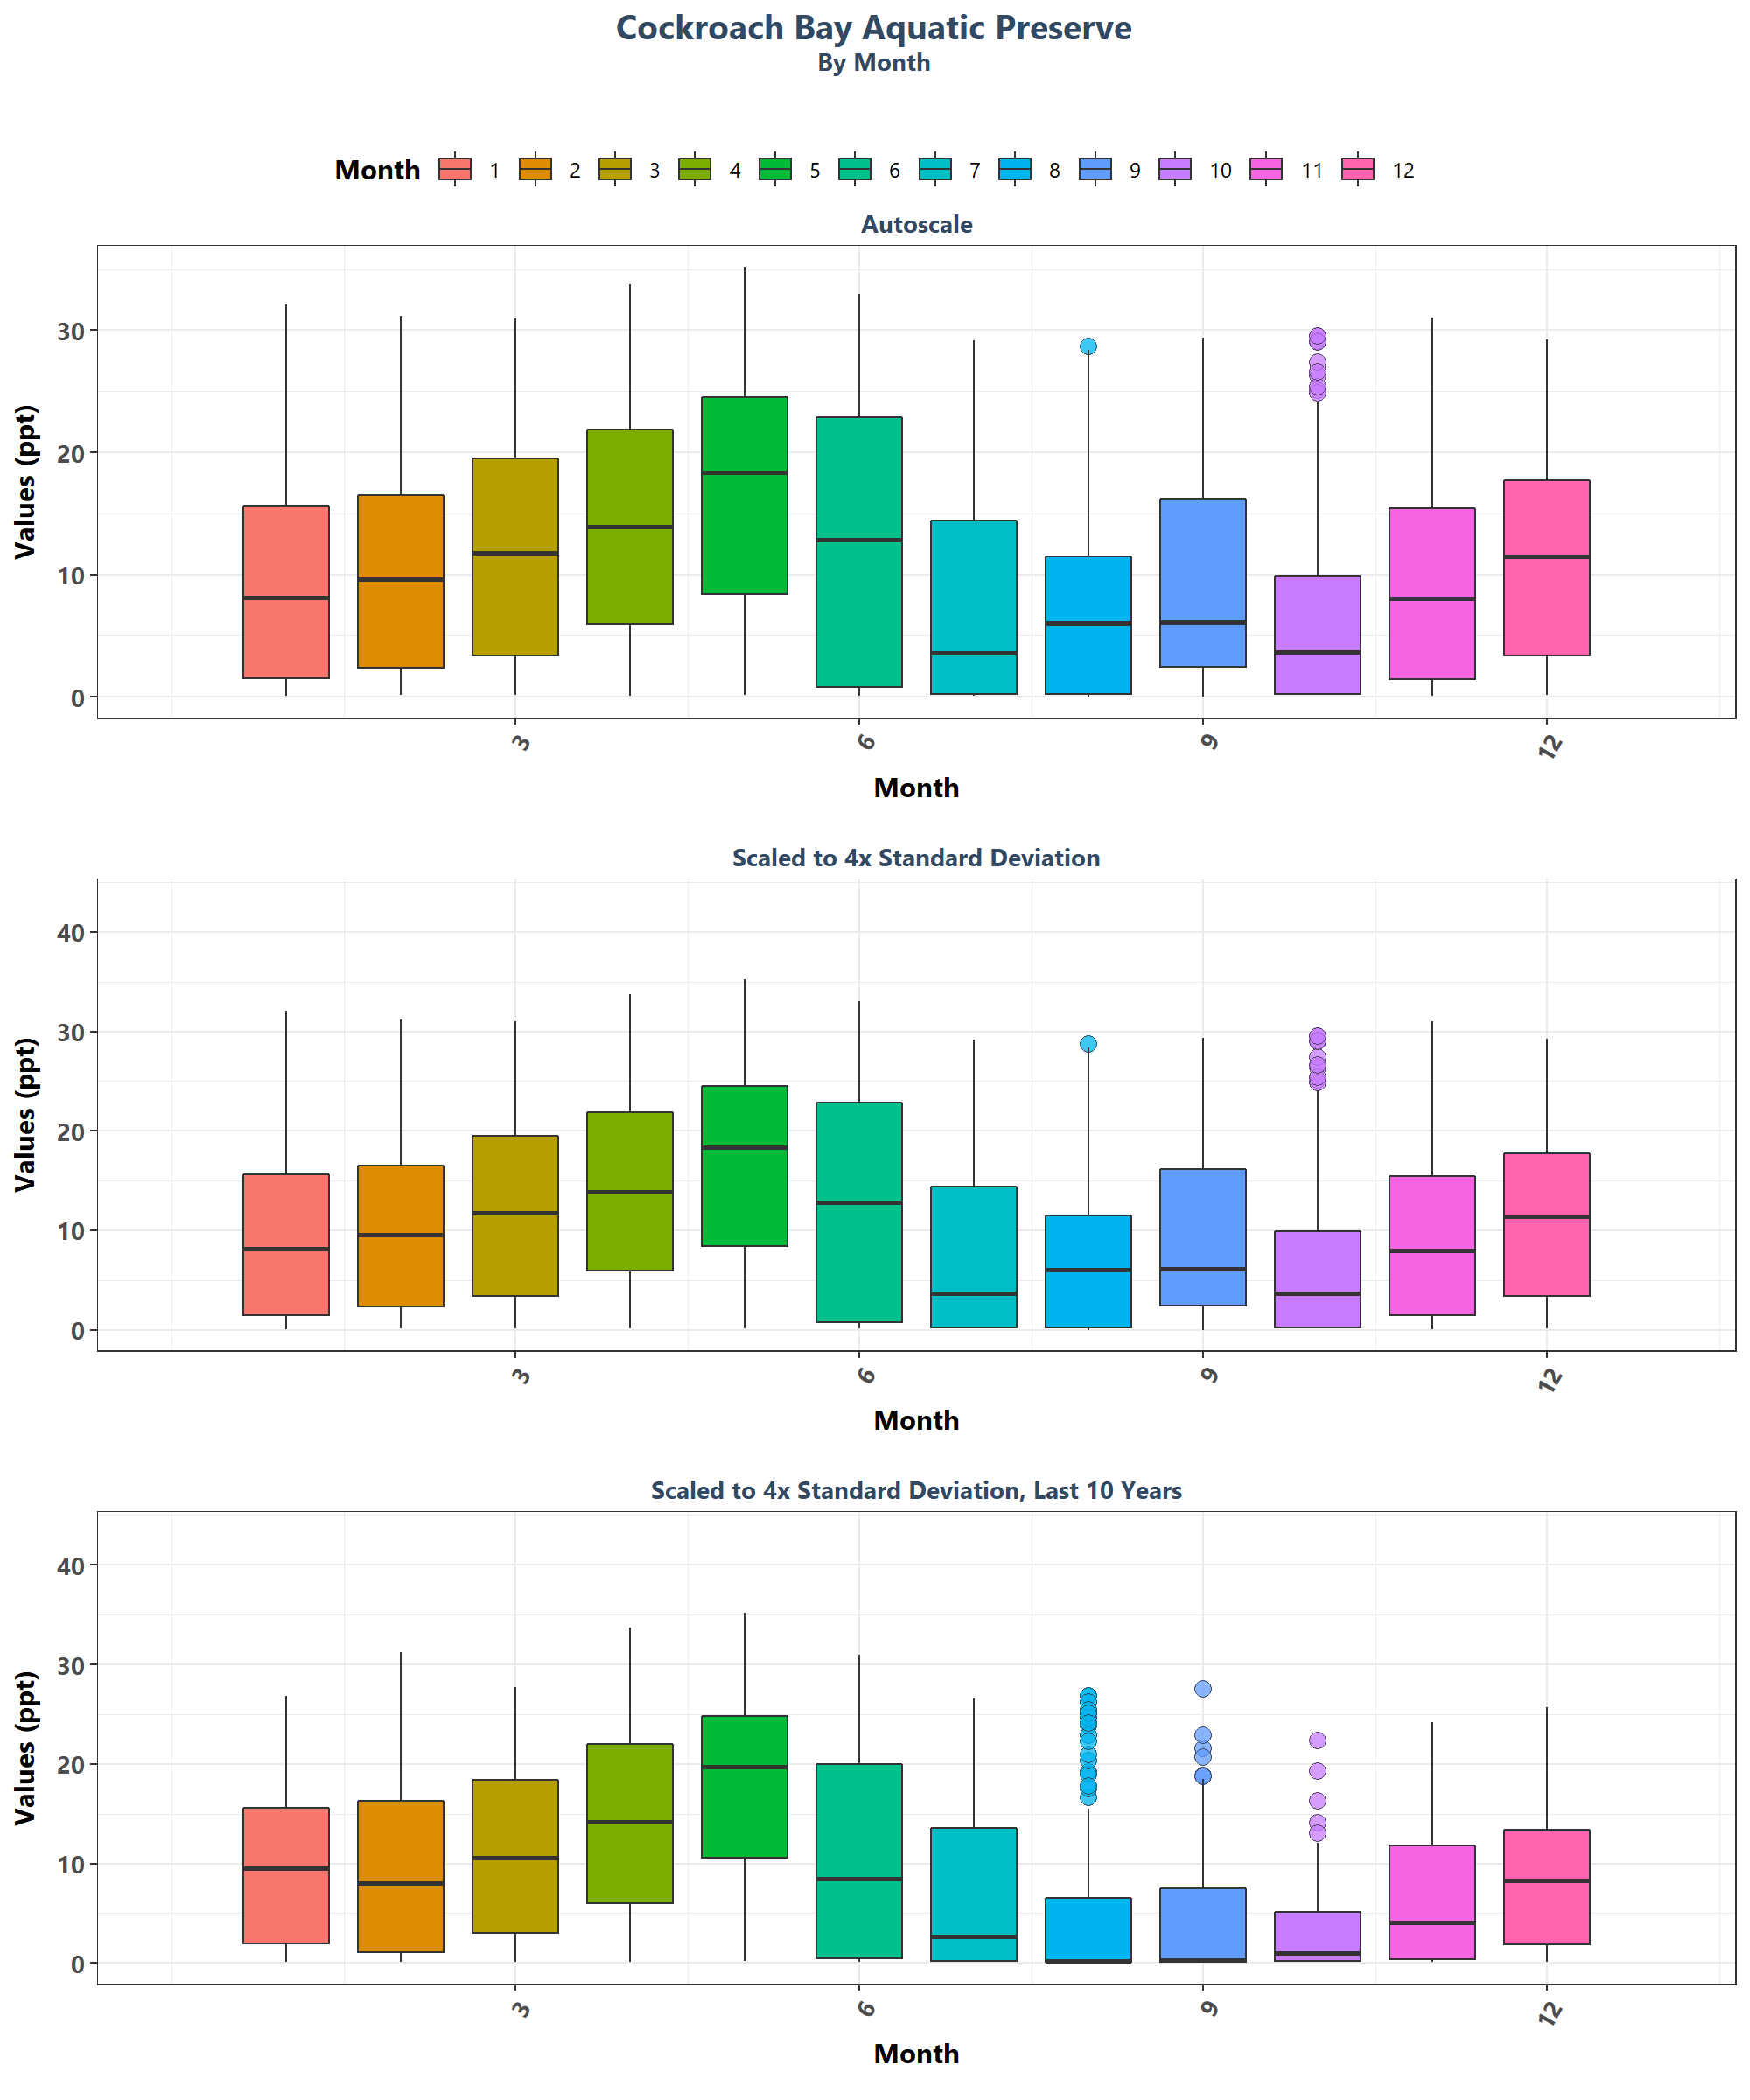 Cockroach Bay Aquatic Preserve
By Month
Month 1 2 3 4 5 6 7 8 9 10 11 12
Autoscale
Values (ppt)
30
20
10
0
3 6 9 12
Month
Scaled to 4x Standard Deviation
Values (ppt)
40
30
20
10
0
3 6 9 12
Month
Scaled to 4x Standard Deviation, Last 10 Years
Values (ppt)
40
30
20
10
0
3 6 9 12
Month